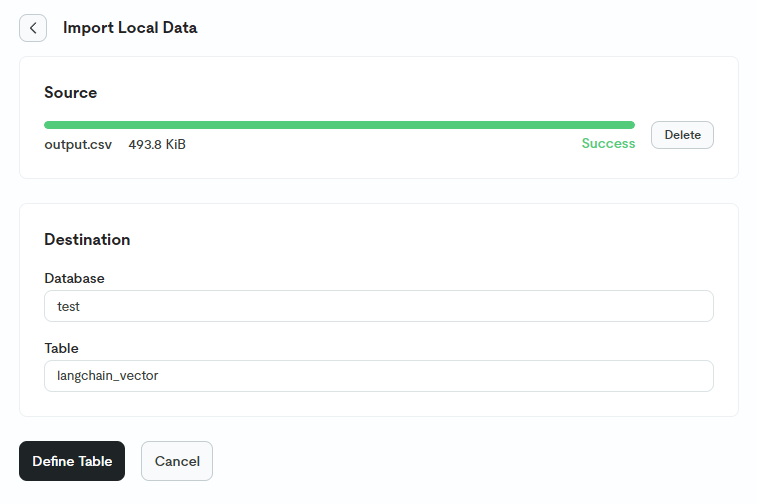 Import Local Data
Source
output.csv 493.8 KiB
Success
Delete
Destination
Database
test
Table
langchain_vector
Define Table
Cancel